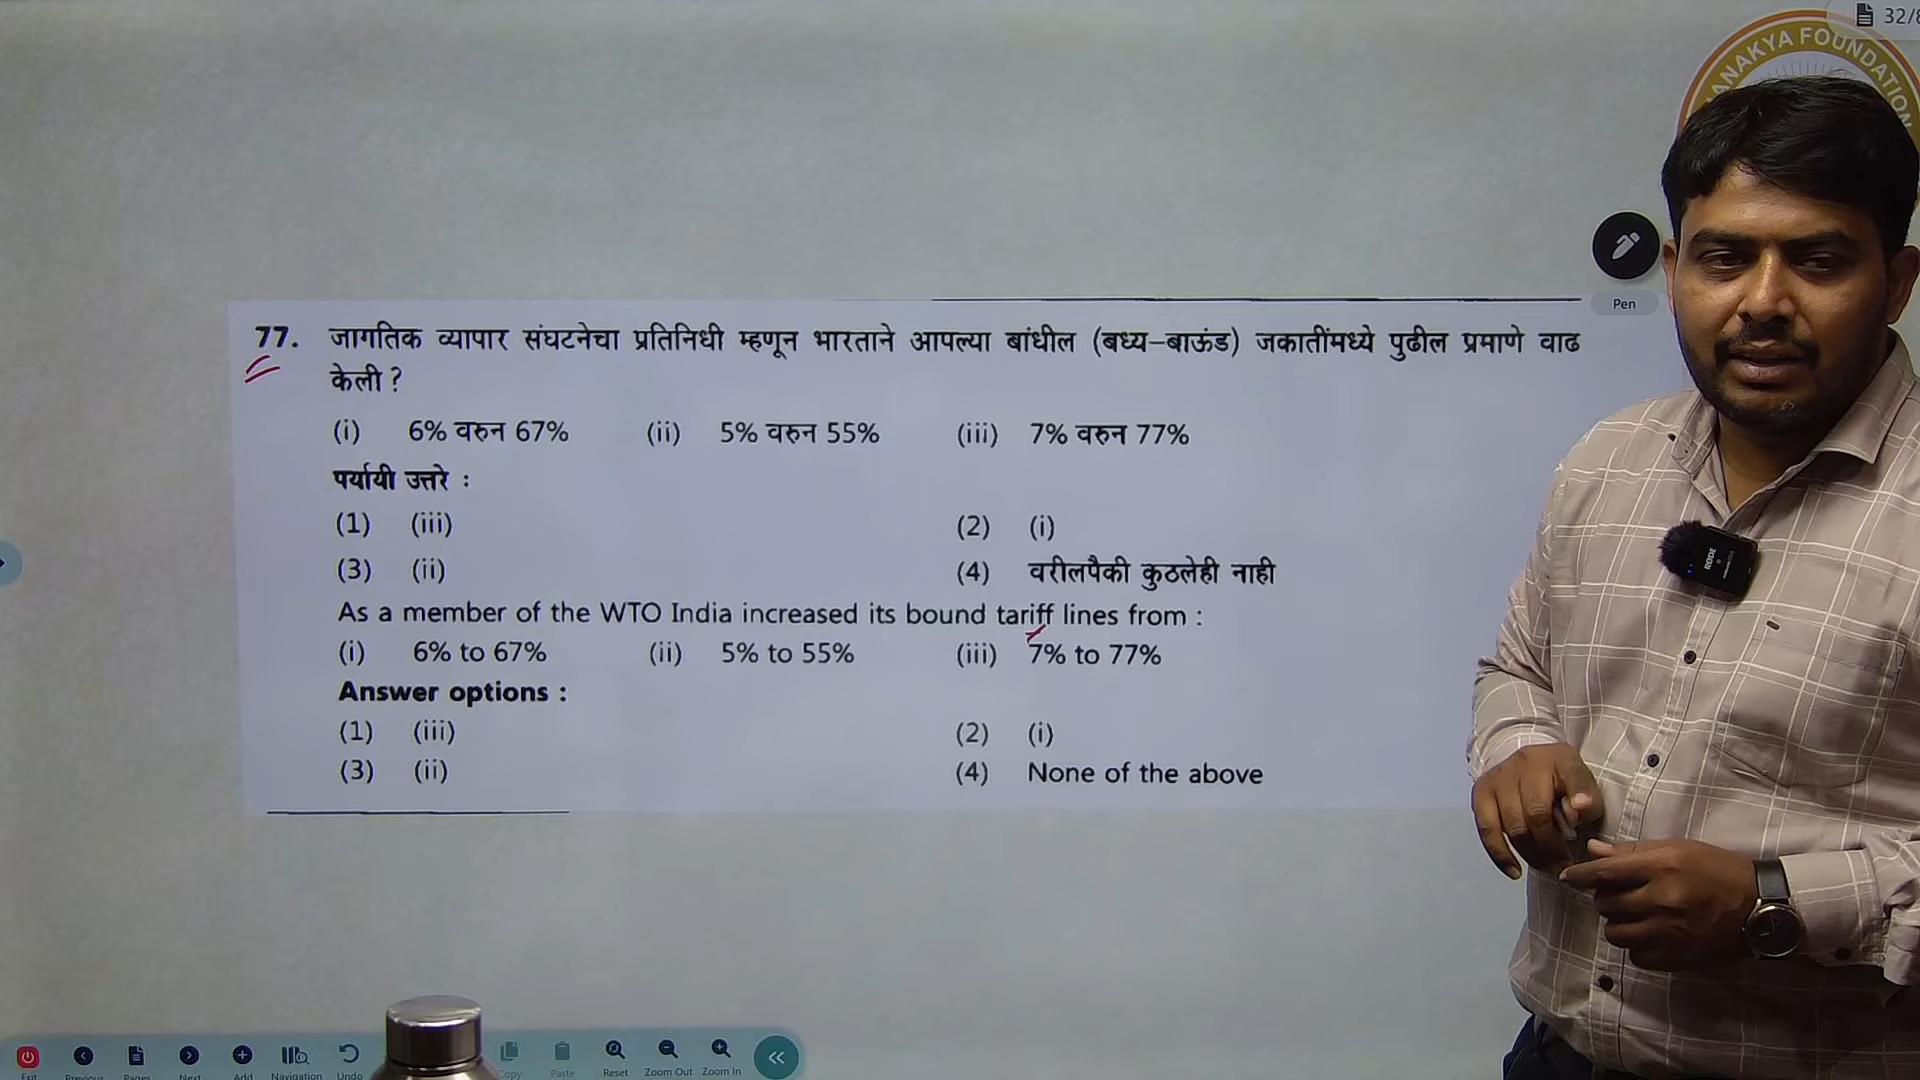 32/8
ANAKYA FOUNDATION
Pen
77. जागतिक व्यापार संघटनेचा प्रतिनिधी म्हणून भारताने आपल्या बांधील (बध्य-बाऊंड) जकातींमध्ये पुढील प्रमाणे वाढ
केली ?
(i) 6% वरुन 67% (ii) 5% वरुन 55% (iii) 7% वरुन 77%
पर्यायी उत्तरे :
(1) (iii) (2) (i)
(3) (ii) (4) वरीलपैकी कुठलेही नाही
As a member of the WTO India increased its bound tariff lines from :
(i) 6% to 67% (ii) 5% to 55% (iii) 7% to 77%
Answer options :
(1) (iii) (2) (i)
(3) (ii) (4) None of the above
RODE
Exit Previous Pages Next Add Navigation Undo Copy Paste Reset Zoom Out Zoom In